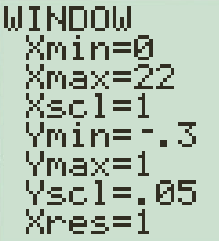 WINDOW
Xmin=0
Xmax=22
Xscl=1
Ymin=-.3
Ymax=1
Yscl=.05
Xres=1